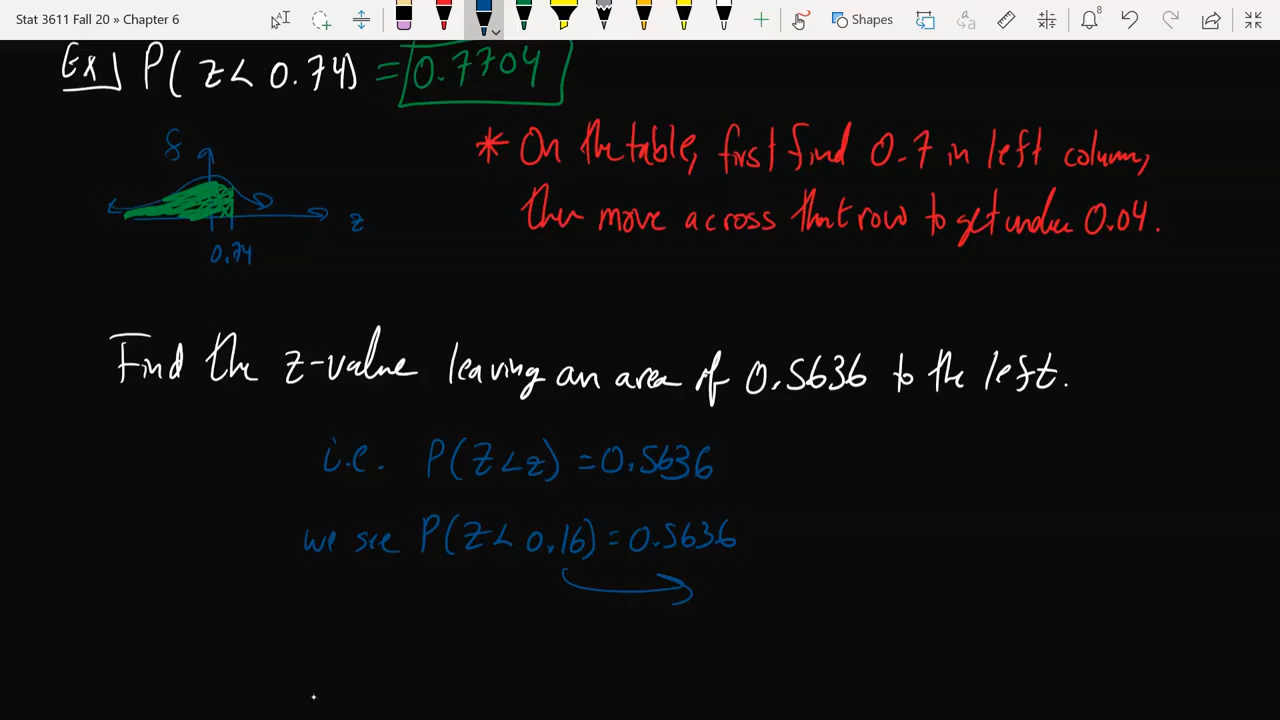 Stat 3611 Fall 20 » Chapter 6
Shapes
8
Ex] P( Z< 0.74) = 0.7704
f
z
0.74
* On the table, first find 0.7 in left column,
then move across that row to get under 0.04.
Find the z-value leaving an area of 0.5636 to the left.
i.e. P(Z<z) = 0.5636
we see P(Z< 0.16) = 0.5636